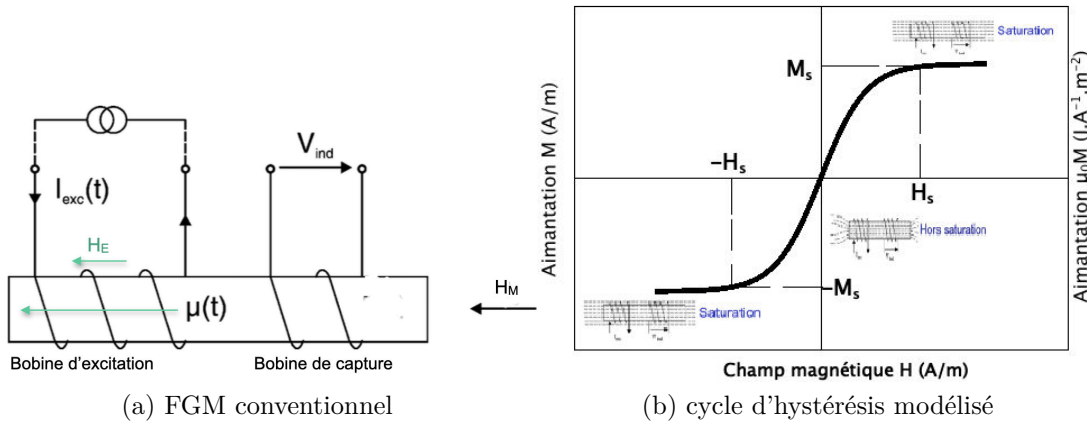 I_exc(t)
V_ind
H_E
μ(t)
H_M
Bobine d'excitation
Bobine de capture
(a) FGM conventionnel
Aimantation M (A/m)
Saturation
M_s
−H_s
H_s
Hors saturation
−M_s
Saturation
Aimantation μ₀M (J.A⁻¹.m⁻²)
Champ magnétique H (A/m)
(b) cycle d'hystérésis modélisé